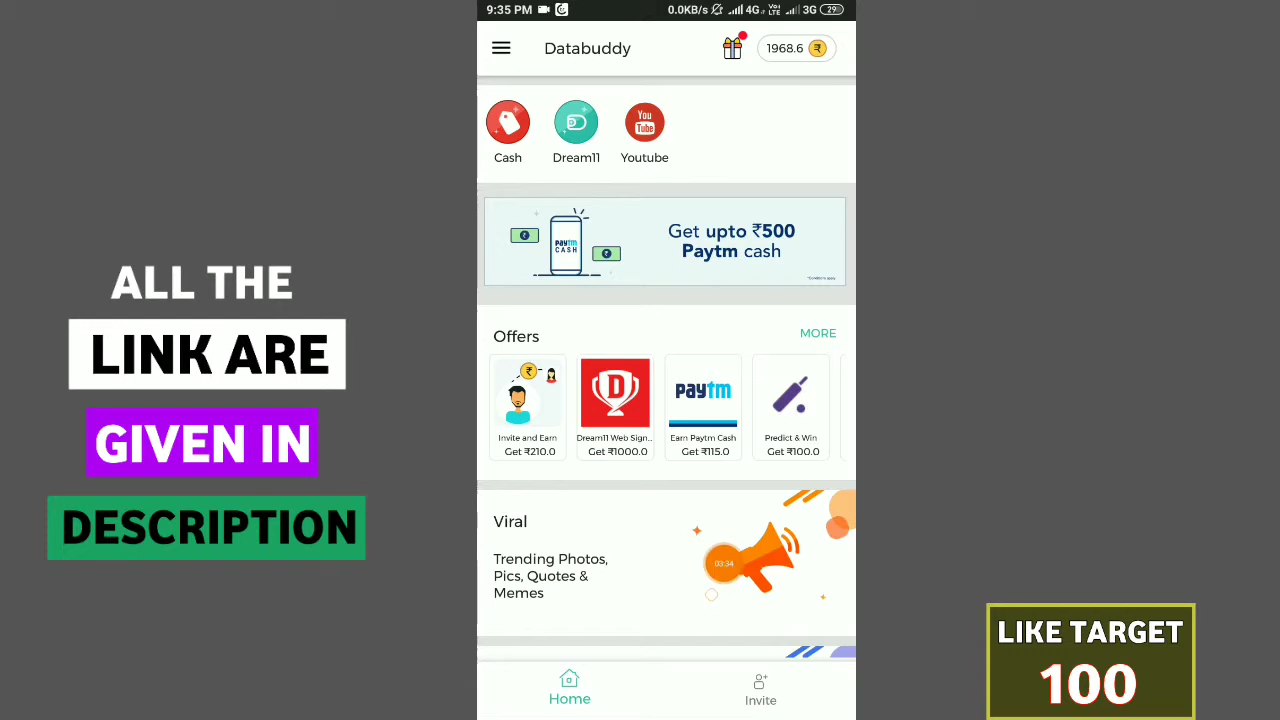 9:35 PM
0.0KB/s 4G VoLTE 3G 29
Databuddy
1968.6 ₹
Cash
Dream11
You Tube
Youtube
paytm
CASH
Get upto ₹500
Paytm cash
Offers
MORE
₹
D
paytm
Invite and Earn
Get ₹210.0
Dream11 Web Sign...
Get ₹1000.0
Earn Paytm Cash
Get ₹115.0
Predict & Win
Get ₹100.0
Viral
Trending Photos,
Pics, Quotes &
Memes
03:34
Home
Invite
ALL THE
LINK ARE
GIVEN IN
DESCRIPTION
LIKE TARGET
100